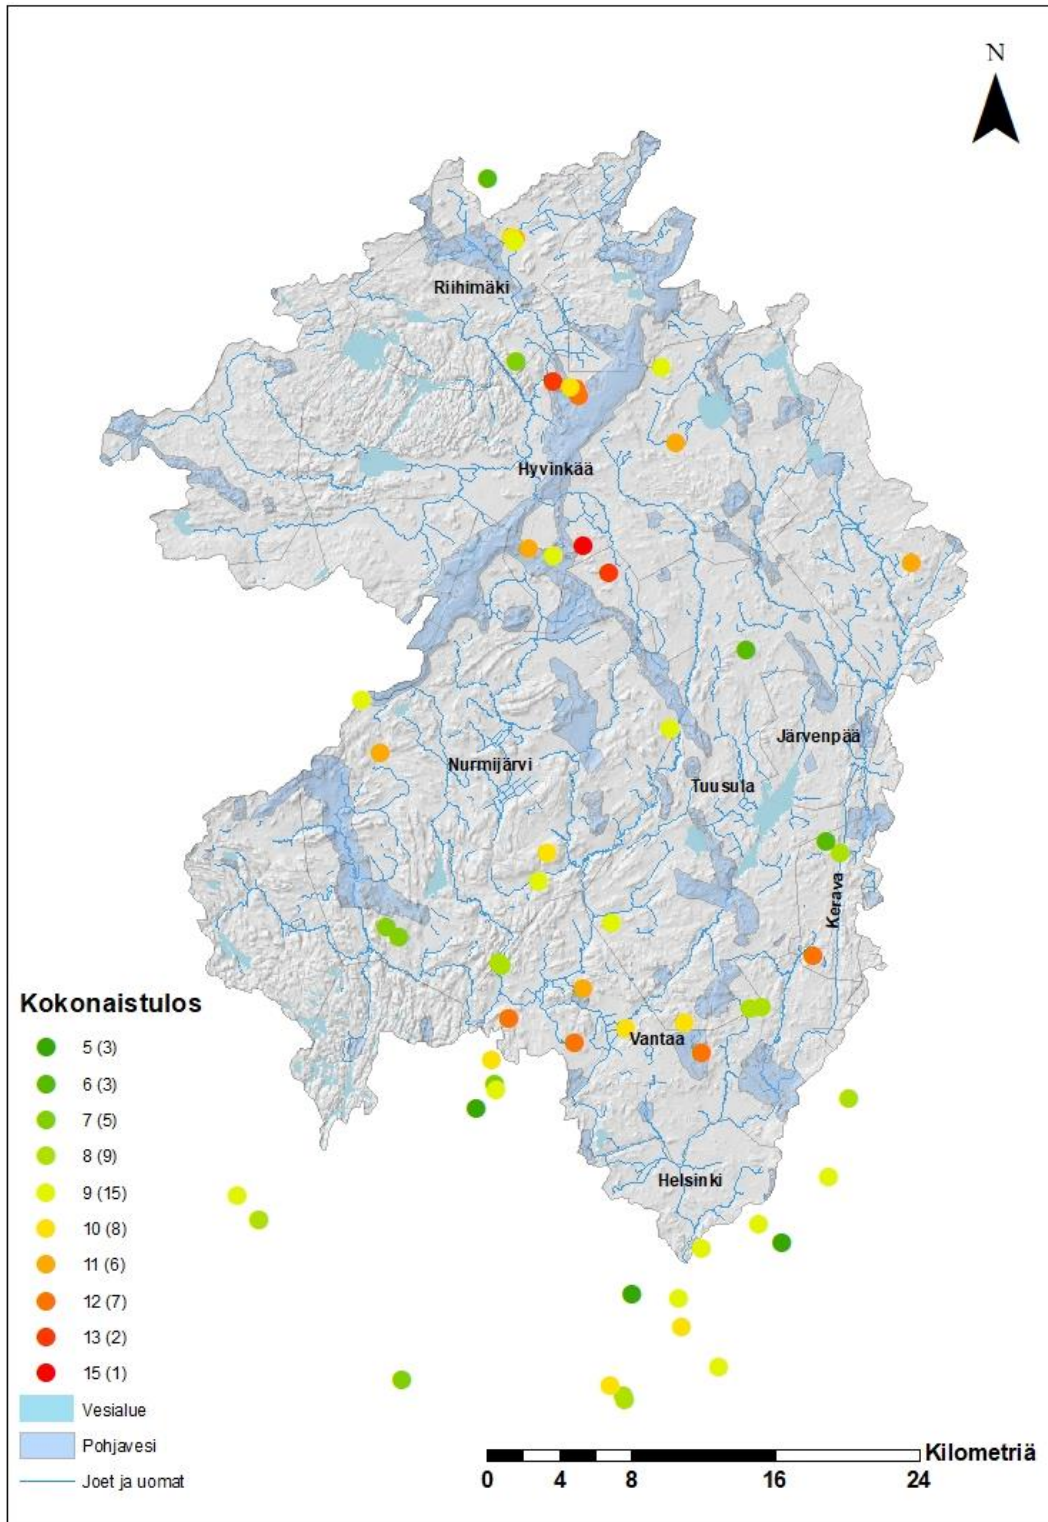 N
Riihimäki
Hyvinkää
Järvenpää
Nurmijärvi
Tuusula
Kerava
Vantaa
Helsinki
Kokonaistulos
5 (3)
6 (3)
7 (5)
8 (9)
9 (15)
10 (8)
11 (6)
12 (7)
13 (2)
15 (1)
Vesialue
Pohjavesi
Joet ja uomat
Kilometriä
0 4 8 16 24